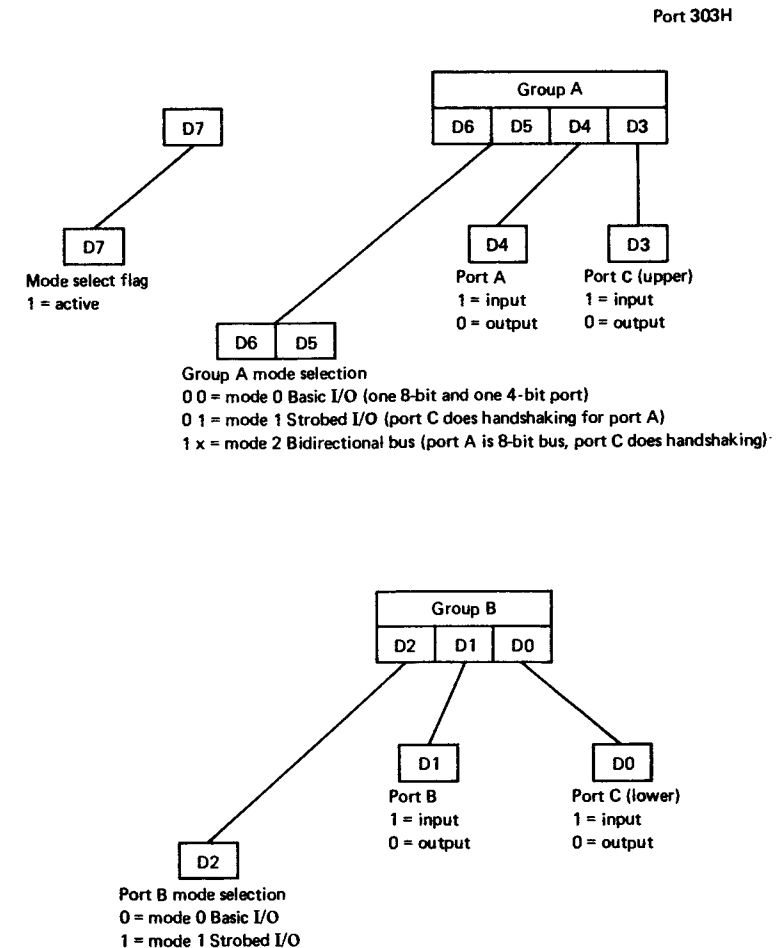 Port 303H
Group A
D7
D6 D5 D4 D3
D7
Mode select flag
1 = active
D4
Port A
1 = input
0 = output
D3
Port C (upper)
1 = input
0 = output
D6 D5
Group A mode selection
0 0 = mode 0 Basic I/O (one 8-bit and one 4-bit port)
0 1 = mode 1 Strobed I/O (port C does handshaking for port A)
1 x = mode 2 Bidirectional bus (port A is 8-bit bus, port C does handshaking)
Group B
D2 D1 D0
D1
Port B
1 = input
0 = output
D0
Port C (lower)
1 = input
0 = output
D2
Port B mode selection
0 = mode 0 Basic I/O
1 = mode 1 Strobed I/O